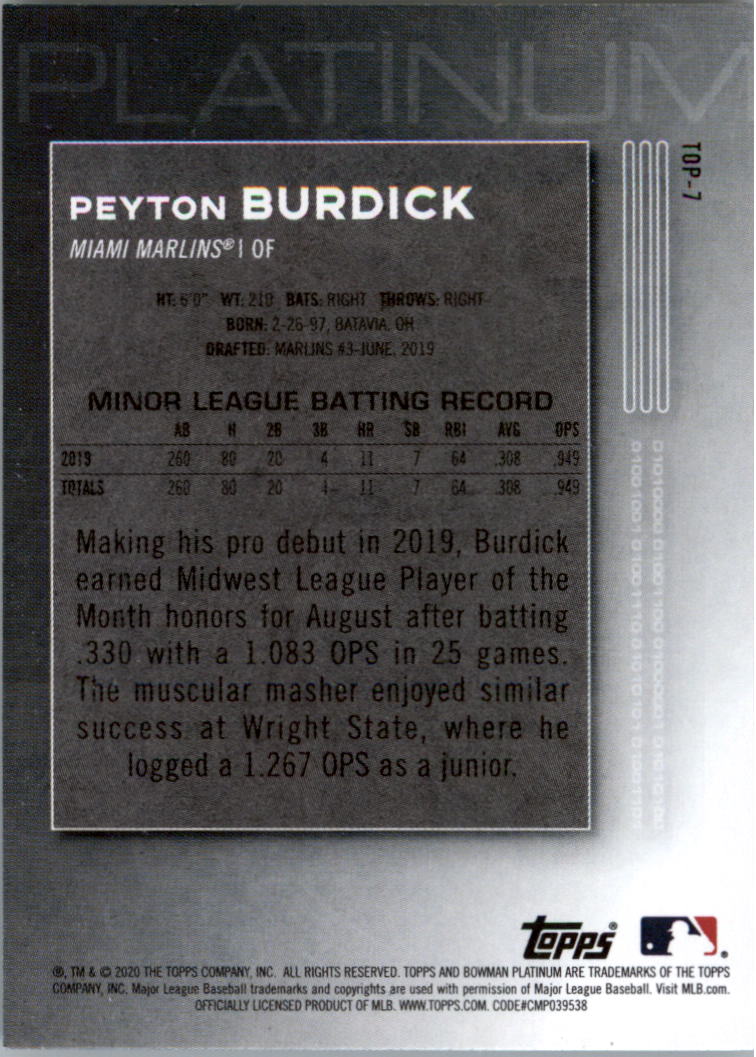 PLATINUM
TOP-7
PEYTON BURDICK
MIAMI MARLINS® | OF
HT: 6'0" WT: 210 BATS: RIGHT THROWS: RIGHT
BORN: 2-26-97, BATAVIA, OH
DRAFTED: MARLINS #3-JUNE, 2019
MINOR LEAGUE BATTING RECORD
AB H 2B 3B HR SB RBI AVG OPS
2019 260 80 20 4 11 7 64 .308 .949
TOTALS 260 80 20 4 11 7 64 .308 .949
Making his pro debut in 2019, Burdick
earned Midwest League Player of the
Month honors for August after batting
.330 with a 1.083 OPS in 25 games.
The muscular masher enjoyed similar
success at Wright State, where he
logged a 1.267 OPS as a junior.
topps®
®, TM & © 2020 THE TOPPS COMPANY, INC. ALL RIGHTS RESERVED. TOPPS AND BOWMAN PLATINUM ARE TRADEMARKS OF THE TOPPS
COMPANY, INC. Major League Baseball trademarks and copyrights are used with permission of Major League Baseball. Visit MLB.com.
OFFICIALLY LICENSED PRODUCT OF MLB. WWW.TOPPS.COM. CODE#CMP039538